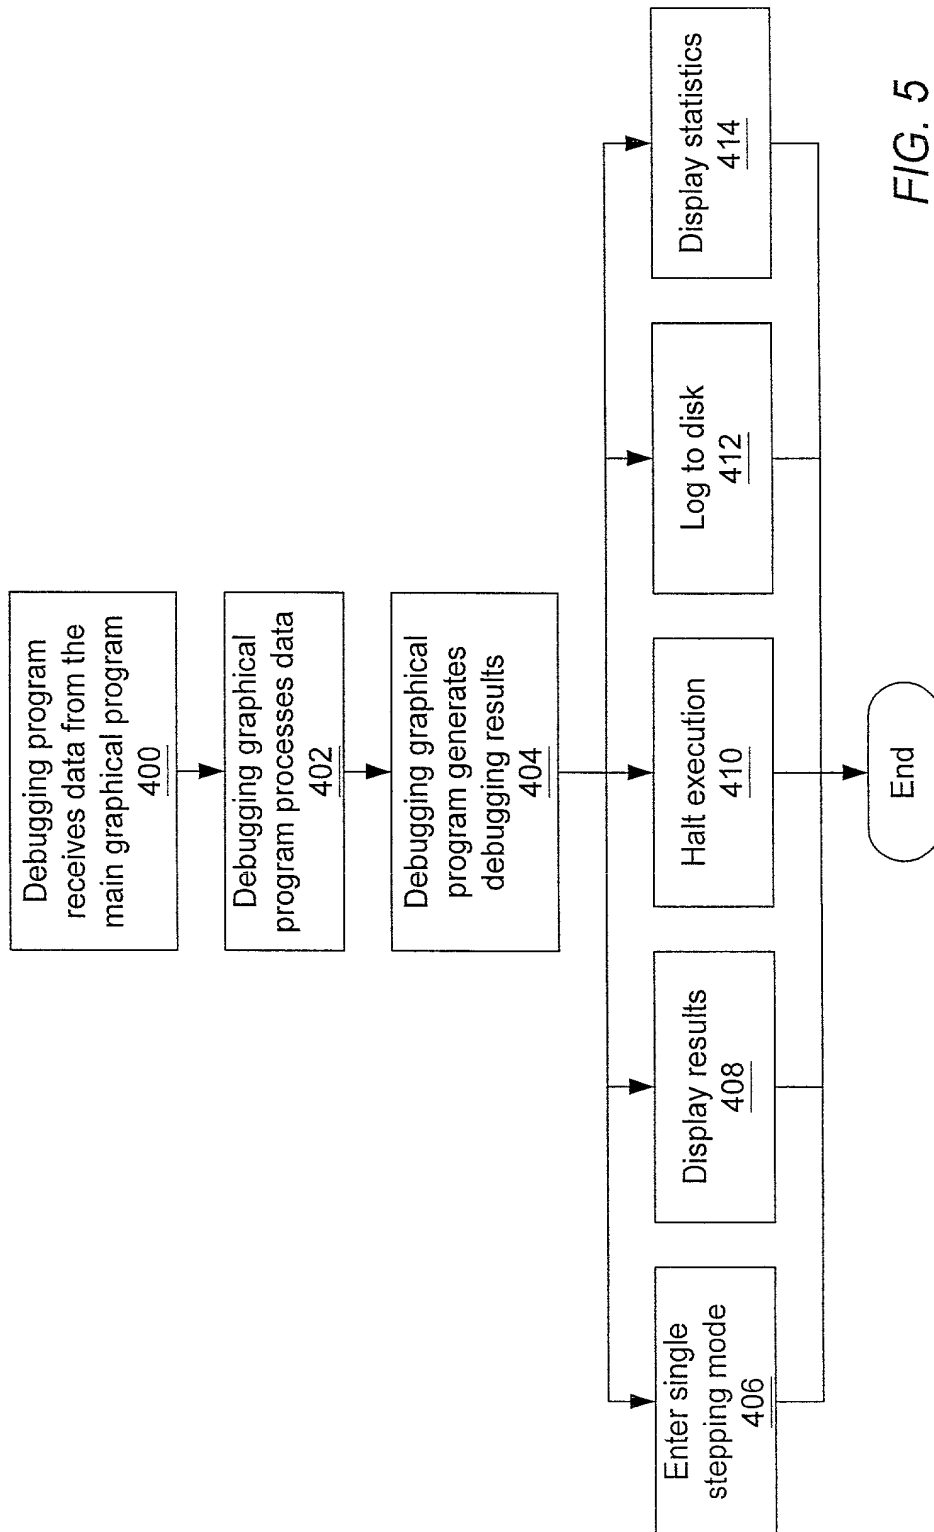 Debugging program
receives data from the
main graphical program
400
Debugging graphical
program processes data
402
Debugging graphical
program generates
debugging results
404
Enter single
stepping mode
406
Display results
408
Halt execution
410
Log to disk
412
Display statistics
414
End
FIG. 5